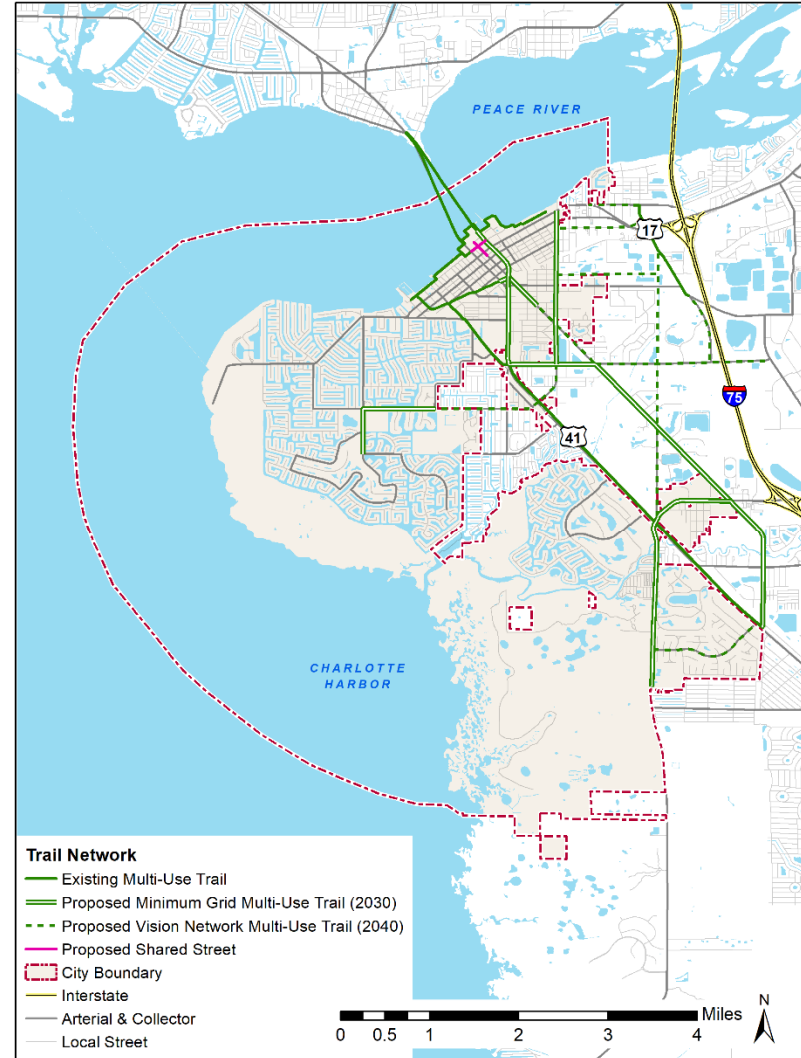 PEACE RIVER
17
75
41
CHARLOTTE
HARBOR
Trail Network
Existing Multi-Use Trail
Proposed Minimum Grid Multi-Use Trail (2030)
Proposed Vision Network Multi-Use Trail (2040)
Proposed Shared Street
City Boundary
Interstate
Arterial & Collector
Local Street
Miles
0 0.5 1 2 3 4
N